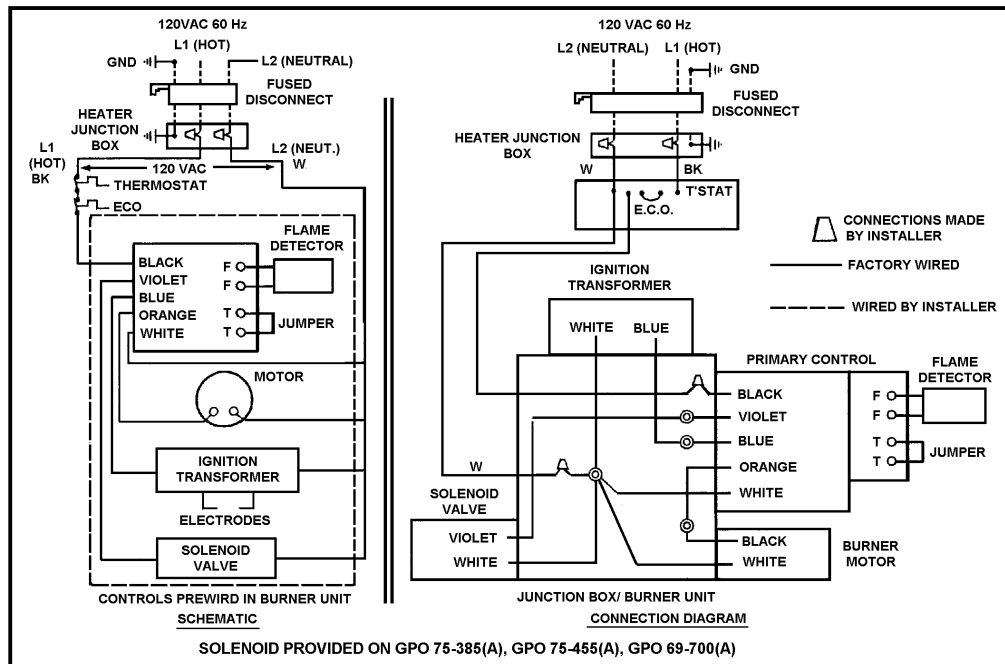 120VAC 60 Hz
L1 (HOT)
GND
L2 (NEUTRAL)
FUSED
DISCONNECT
HEATER
JUNCTION
BOX
L1
(HOT)
BK
120 VAC
L2 (NEUT.)
W
THERMOSTAT
ECO
FLAME
DETECTOR
BLACK
VIOLET
BLUE
ORANGE
WHITE
F
F
T
T
JUMPER
MOTOR
IGNITION
TRANSFORMER
ELECTRODES
SOLENOID
VALVE
CONTROLS PREWIRD IN BURNER UNIT
SCHEMATIC
120 VAC 60 Hz
L2 (NEUTRAL)
L1 (HOT)
GND
FUSED
DISCONNECT
HEATER JUNCTION
BOX
W
BK
T'STAT
E.C.O.
CONNECTIONS MADE
BY INSTALLER
FACTORY WIRED
WIRED BY INSTALLER
IGNITION
TRANSFORMER
WHITE
BLUE
PRIMARY CONTROL
FLAME
DETECTOR
BLACK
VIOLET
BLUE
ORANGE
WHITE
F
F
T
T
JUMPER
W
SOLENOID
VALVE
VIOLET
WHITE
BLACK
WHITE
BURNER
MOTOR
JUNCTION BOX/ BURNER UNIT
CONNECTION DIAGRAM
SOLENOID PROVIDED ON GPO 75-385(A), GPO 75-455(A), GPO 69-700(A)